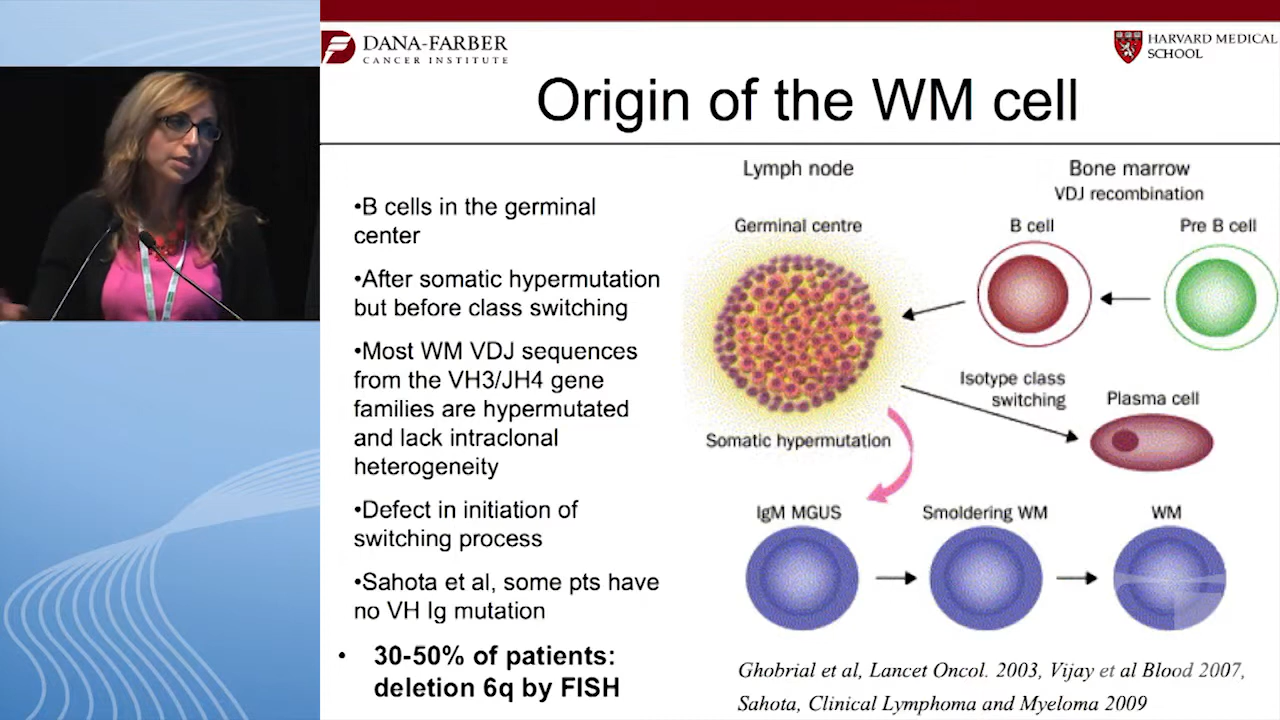 DANA-FARBER
CANCER INSTITUTE
HARVARD MEDICAL
SCHOOL
Origin of the WM cell
•B cells in the germinal
center
•After somatic hypermutation
but before class switching
•Most WM VDJ sequences
from the VH3/JH4 gene
families are hypermutated
and lack intraclonal
heterogeneity
•Defect in initiation of
switching process
•Sahota et al, some pts have
no VH Ig mutation
• 30-50% of patients:
deletion 6q by FISH
Lymph node
Bone marrow
VDJ recombination
Germinal centre
B cell
Pre B cell
Isotype class
switching
Plasma cell
Somatic hypermutation
IgM MGUS
Smoldering WM
WM
Ghobrial et al, Lancet Oncol. 2003, Vijay et al Blood 2007,
Sahota, Clinical Lymphoma and Myeloma 2009